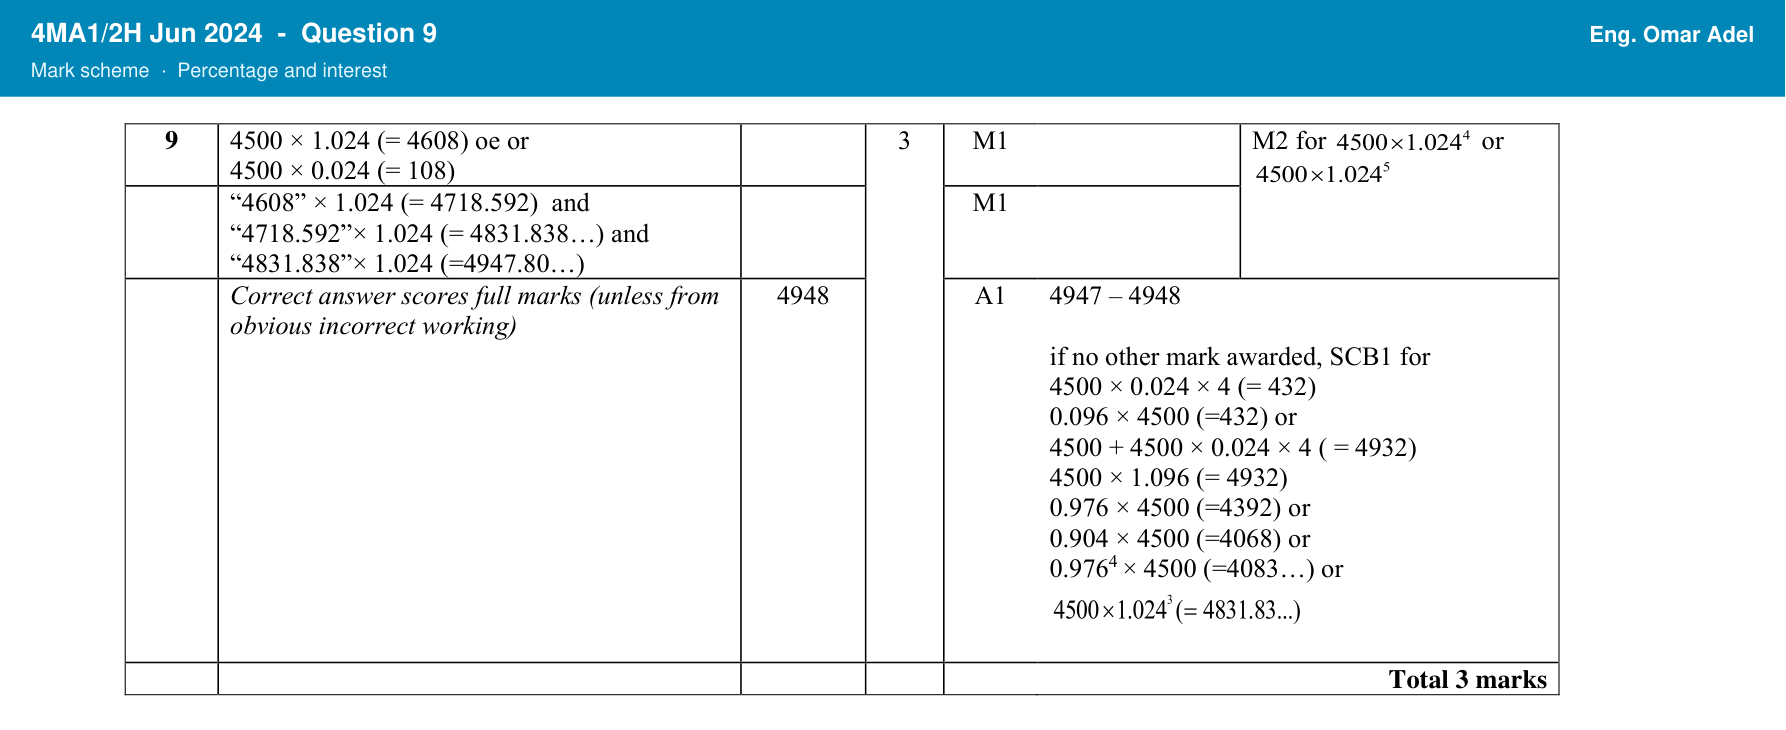 4MA1/2H Jun 2024 - Question 9
Eng. Omar Adel
Mark scheme · Percentage and interest
9
4500 × 1.024 (= 4608) oe or
4500 × 0.024 (= 108)
3
M1
M2 for 4500×1.024⁴ or
4500×1.024⁵
“4608” × 1.024 (= 4718.592) and
“4718.592”× 1.024 (= 4831.838…) and
“4831.838”× 1.024 (=4947.80…)
M1
Correct answer scores full marks (unless from
obvious incorrect working)
4948
A1
4947 – 4948
if no other mark awarded, SCB1 for
4500 × 0.024 × 4 (= 432)
0.096 × 4500 (=432) or
4500 + 4500 × 0.024 × 4 ( = 4932)
4500 × 1.096 (= 4932)
0.976 × 4500 (=4392) or
0.904 × 4500 (=4068) or
0.976⁴ × 4500 (=4083…) or
4500×1.024³(= 4831.83...)
Total 3 marks